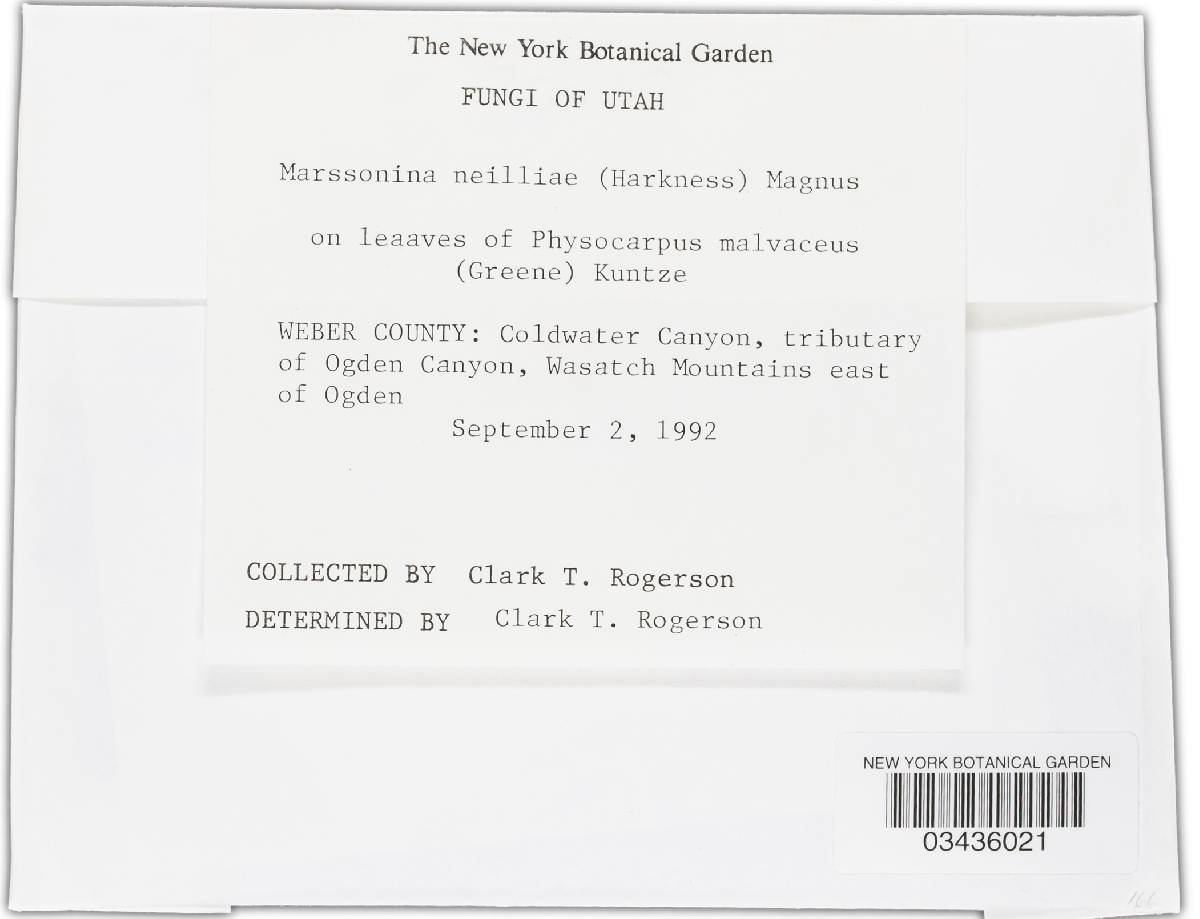 The New York Botanical Garden
FUNGI OF UTAH
Marssonina neilliae (Harkness) Magnus
on leaaves of Physocarpus malvaceus
(Greene) Kuntze
WEBER COUNTY: Coldwater Canyon, tributary
of Ogden Canyon, Wasatch Mountains east
of Ogden
September 2, 1992
COLLECTED BY Clark T. Rogerson
DETERMINED BY Clark T. Rogerson
NEW YORK BOTANICAL GARDEN
03436021